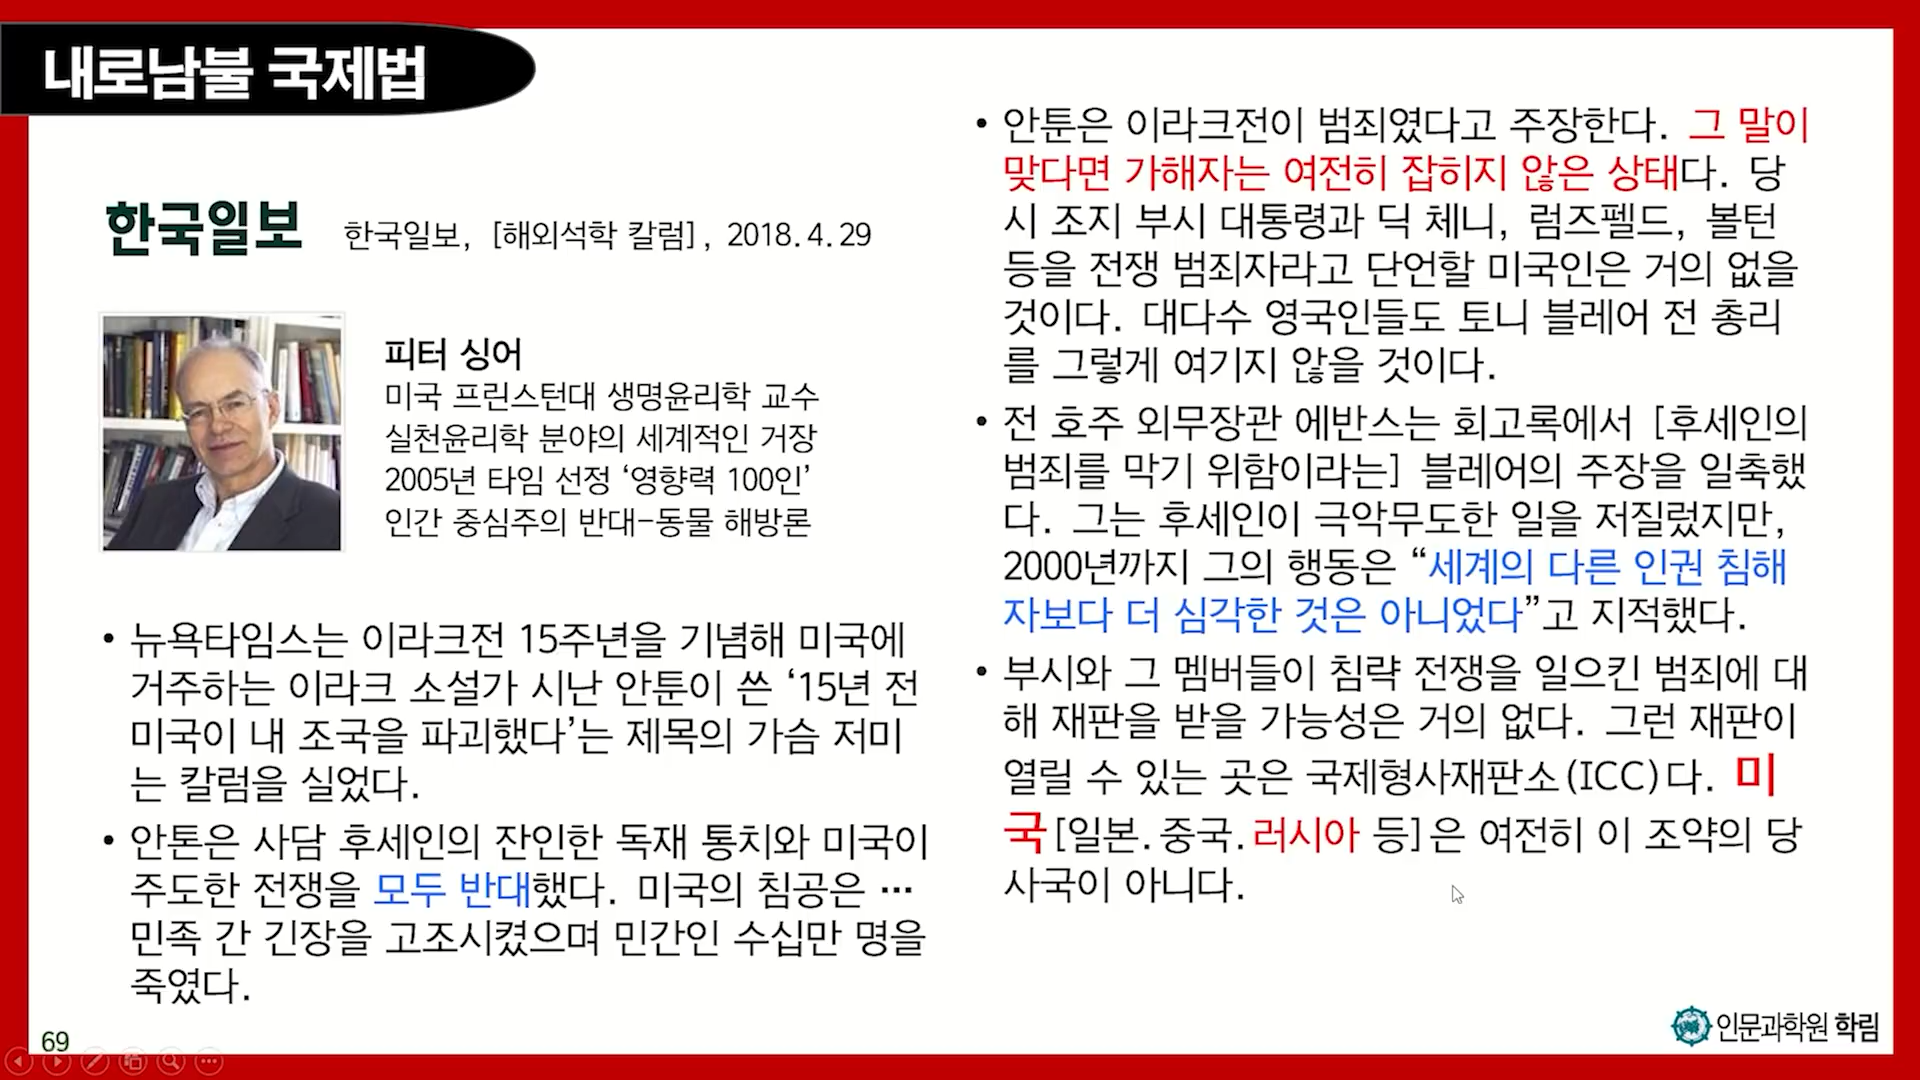 내로남불 국제법
한국일보 한국일보, [해외석학 칼럼], 2018.4.29
피터 싱어
미국 프린스턴대 생명윤리학 교수
실천윤리학 분야의 세계적인 거장
2005년 타임 선정 ‘영향력 100인’
인간 중심주의 반대-동물 해방론
• 뉴욕타임스는 이라크전 15주년을 기념해 미국에
거주하는 이라크 소설가 시난 안툰이 쓴 ‘15년 전
미국이 내 조국을 파괴했다’는 제목의 가슴 저미
는 칼럼을 실었다.
• 안톤은 사담 후세인의 잔인한 독재 통치와 미국이
주도한 전쟁을 모두 반대했다. 미국의 침공은 …
민족 간 긴장을 고조시켰으며 민간인 수십만 명을
죽였다.
• 안툰은 이라크전이 범죄였다고 주장한다. 그 말이
맞다면 가해자는 여전히 잡히지 않은 상태다. 당
시 조지 부시 대통령과 딕 체니, 럼즈펠드, 볼턴
등을 전쟁 범죄자라고 단언할 미국인은 거의 없을
것이다. 대다수 영국인들도 토니 블레어 전 총리
를 그렇게 여기지 않을 것이다.
• 전 호주 외무장관 에반스는 회고록에서 [후세인의
범죄를 막기 위함이라는] 블레어의 주장을 일축했
다. 그는 후세인이 극악무도한 일을 저질렀지만,
2000년까지 그의 행동은 “세계의 다른 인권 침해
자보다 더 심각한 것은 아니었다”고 지적했다.
• 부시와 그 멤버들이 침략 전쟁을 일으킨 범죄에 대
해 재판을 받을 가능성은 거의 없다. 그런 재판이
열릴 수 있는 곳은 국제형사재판소(ICC)다. 미
국[일본.중국.러시아 등]은 여전히 이 조약의 당
사국이 아니다.
69
인문과학원 학림